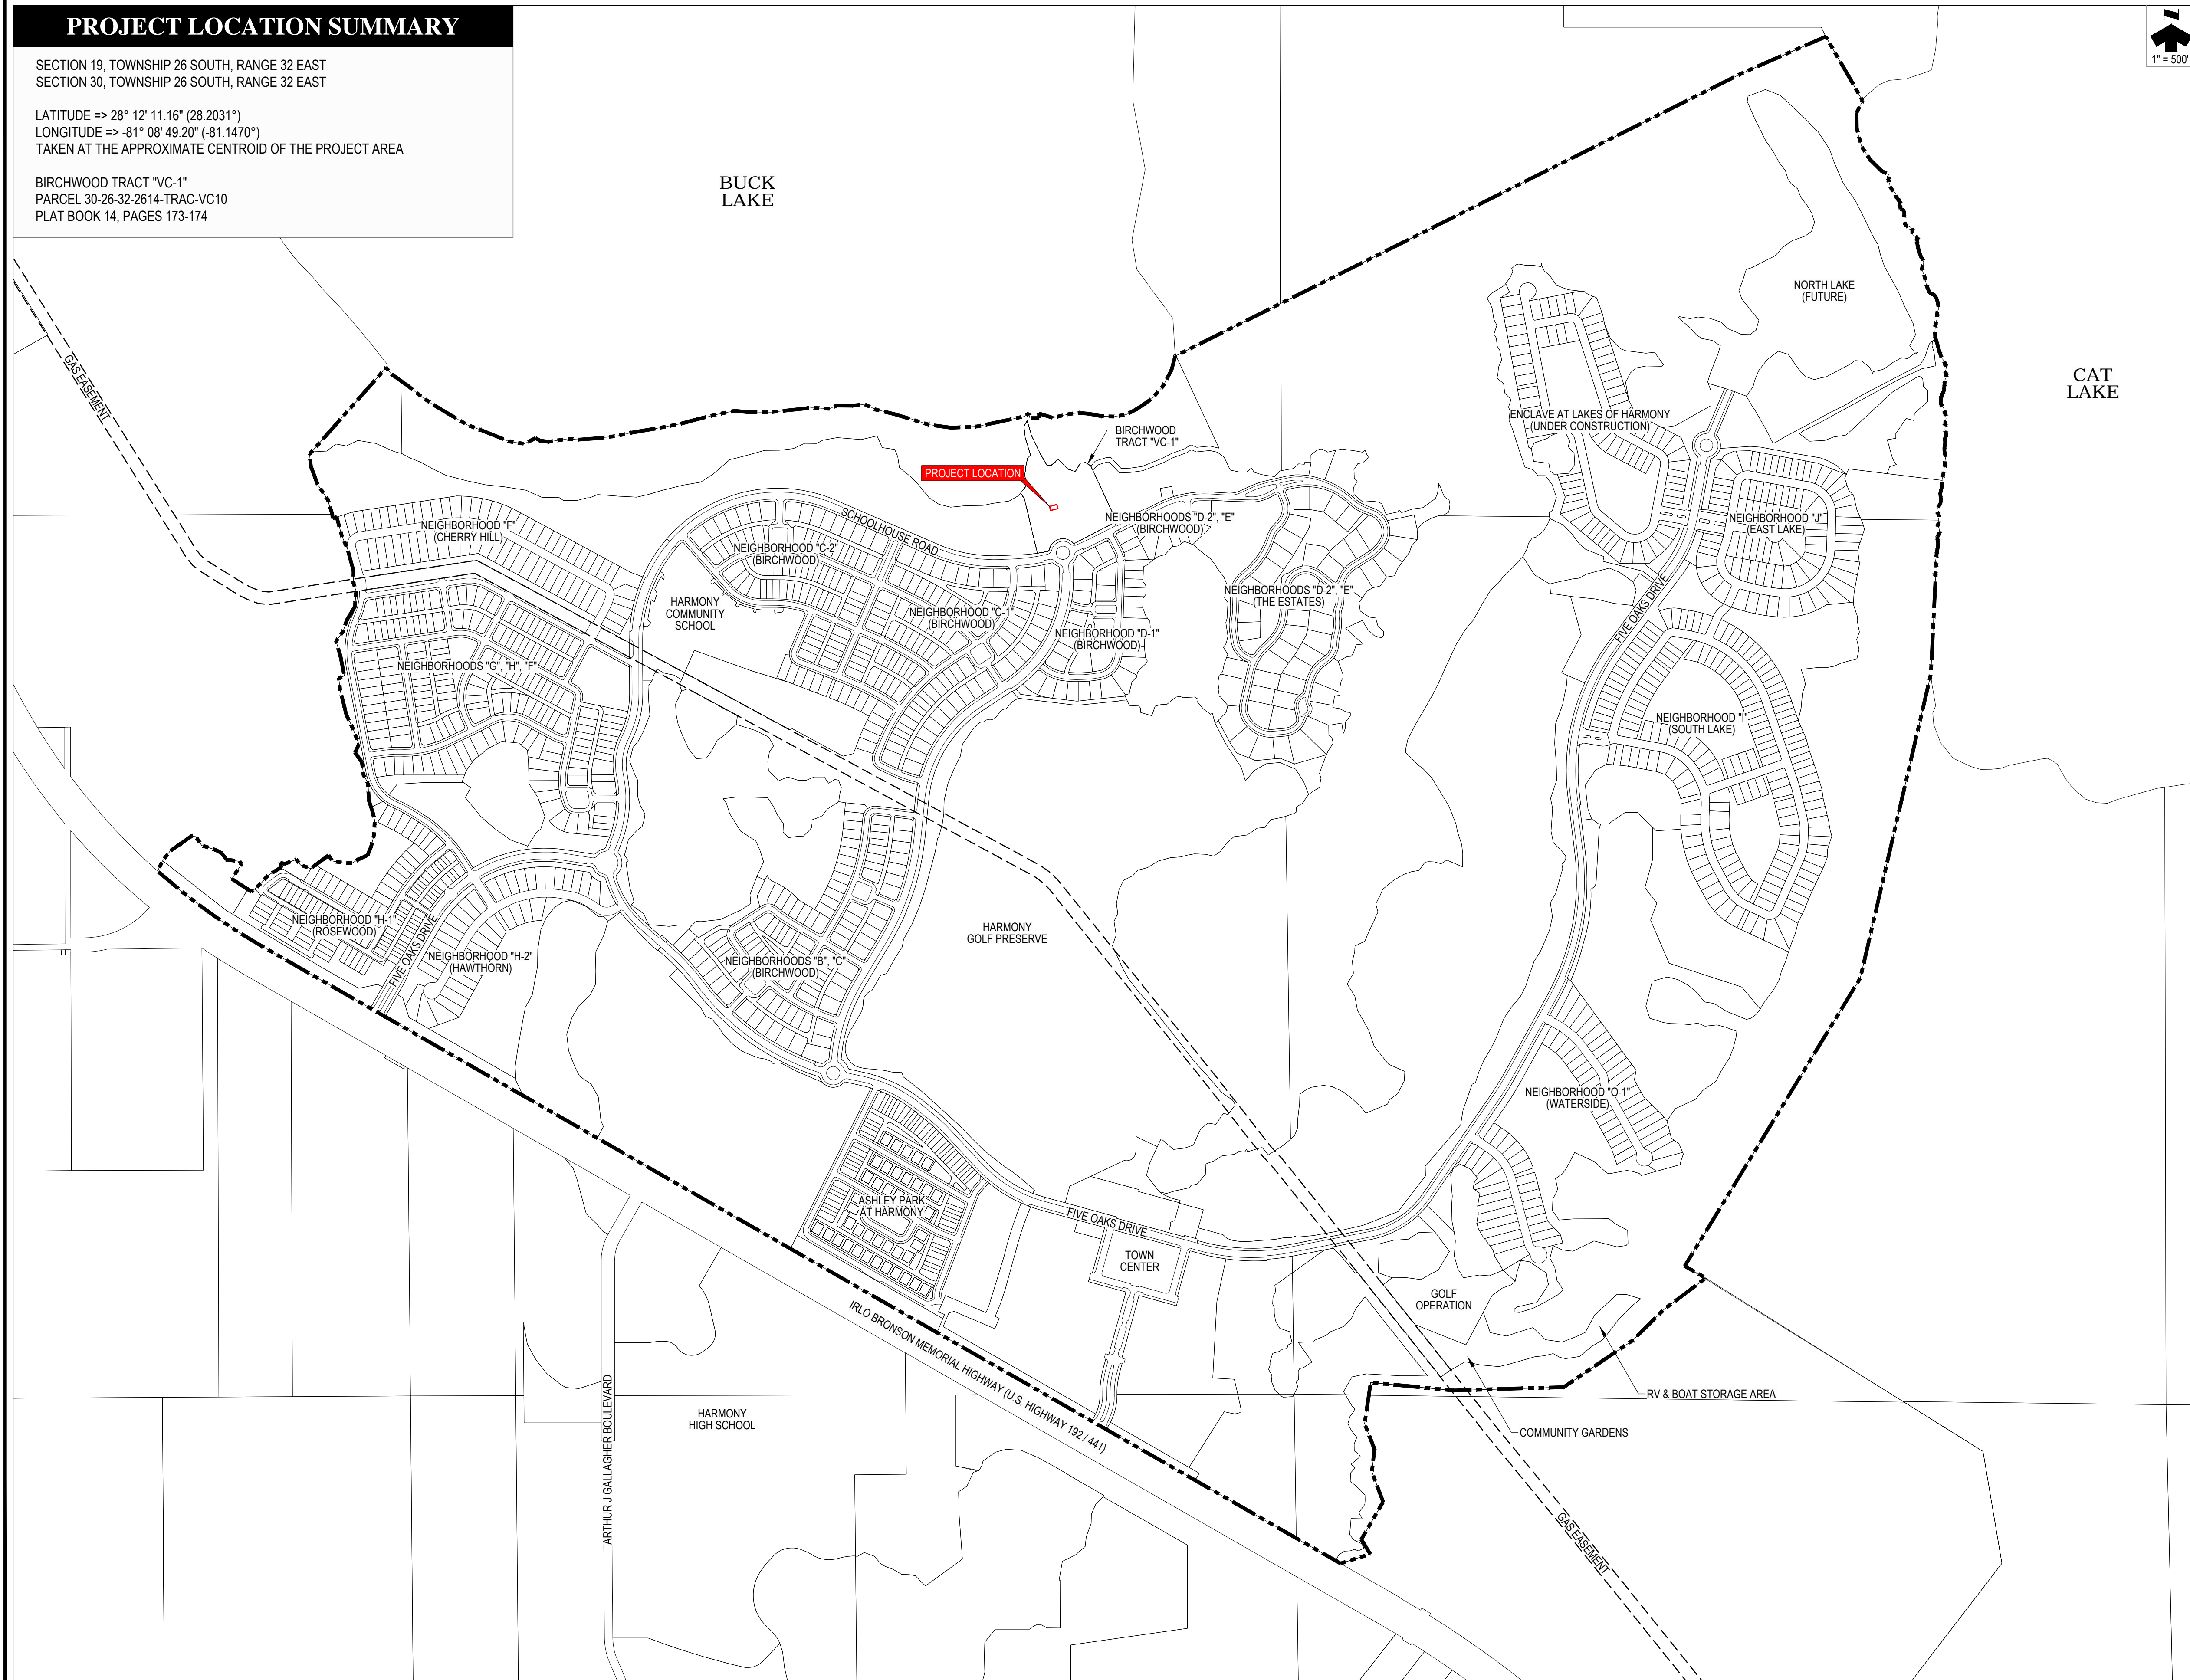 PROJECT LOCATION SUMMARY
SECTION 19, TOWNSHIP 26 SOUTH, RANGE 32 EAST
SECTION 30, TOWNSHIP 26 SOUTH, RANGE 32 EAST
LATITUDE => 28° 12' 11.16" (28.2031°)
LONGITUDE => -81° 08' 49.20" (-81.1470°)
TAKEN AT THE APPROXIMATE CENTROID OF THE PROJECT AREA
BIRCHWOOD TRACT "VC-1"
PARCEL 30-26-32-2614-TRAC-VC10
PLAT BOOK 14, PAGES 173-174
N
1" = 500'
BUCK
LAKE
CAT
LAKE
NORTH LAKE
(FUTURE)
GAS EASEMENT
ENCLAVE AT LAKES OF HARMONY
(UNDER CONSTRUCTION)
BIRCHWOOD
TRACT "VC-1"
PROJECT LOCATION
SCHOOLHOUSE ROAD
NEIGHBORHOOD "F"
(CHERRY HILL)
NEIGHBORHOODS "D-2", "E"
(BIRCHWOOD)
NEIGHBORHOOD "J"
(EAST LAKE)
NEIGHBORHOOD "C-2"
(BIRCHWOOD)
HARMONY
COMMUNITY
SCHOOL
NEIGHBORHOODS "D-2", "E"
(THE ESTATES)
NEIGHBORHOOD "C-1"
(BIRCHWOOD)
NEIGHBORHOOD "D-1"
(BIRCHWOOD)
FIVE OAKS DRIVE
NEIGHBORHOODS "G", "H", "F"
NEIGHBORHOOD "I"
(SOUTH LAKE)
NEIGHBORHOOD "H-1"
(ROSEWOOD)
FIVE OAKS DRIVE
NEIGHBORHOOD "H-2"
(HAWTHORN)
NEIGHBORHOODS "B", "C"
(BIRCHWOOD)
HARMONY
GOLF PRESERVE
NEIGHBORHOOD "O-1"
(WATERSIDE)
ASHLEY PARK
AT HARMONY
FIVE OAKS DRIVE
TOWN
CENTER
GOLF
OPERATION
IRLO BRONSON MEMORIAL HIGHWAY (U.S. HIGHWAY 192 / 441)
RV & BOAT STORAGE AREA
COMMUNITY GARDENS
HARMONY
HIGH SCHOOL
ARTHUR J GALLAGHER BOULEVARD
GAS EASEMENT